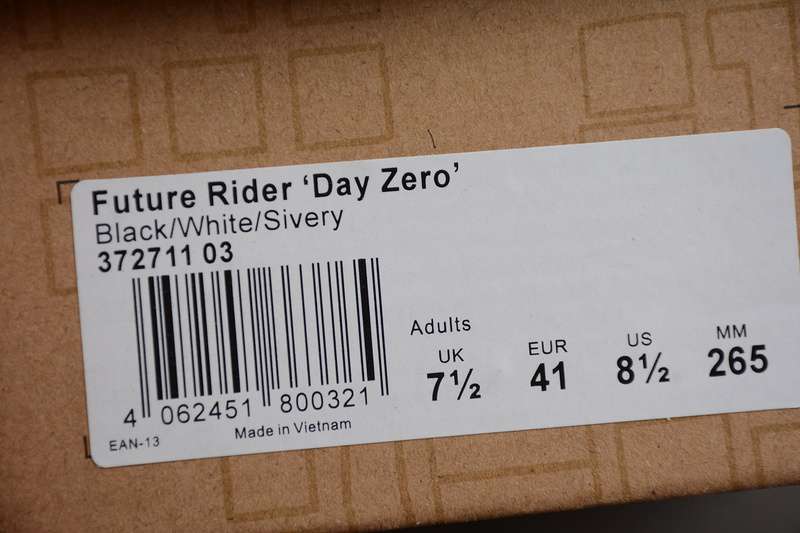 Future Rider ‘Day Zero’
Black/White/Sivery
372711 03
4 062451 800321
EAN-13
Made in Vietnam
Adults
UK EUR US MM
7½ 41 8½ 265